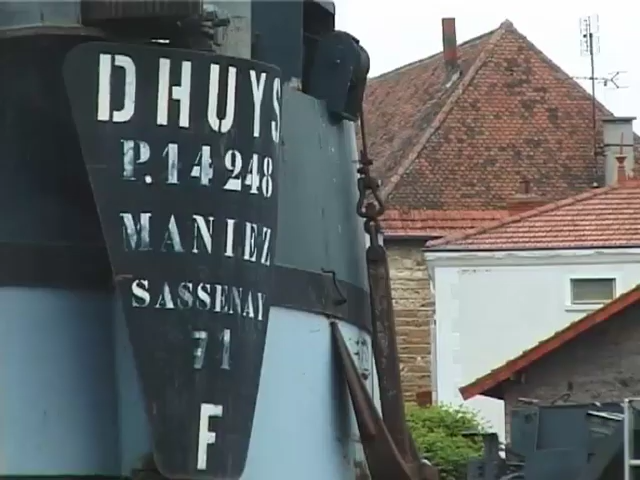 DHUYS
P.14248
MANIEZ
SASSENAY
71
F